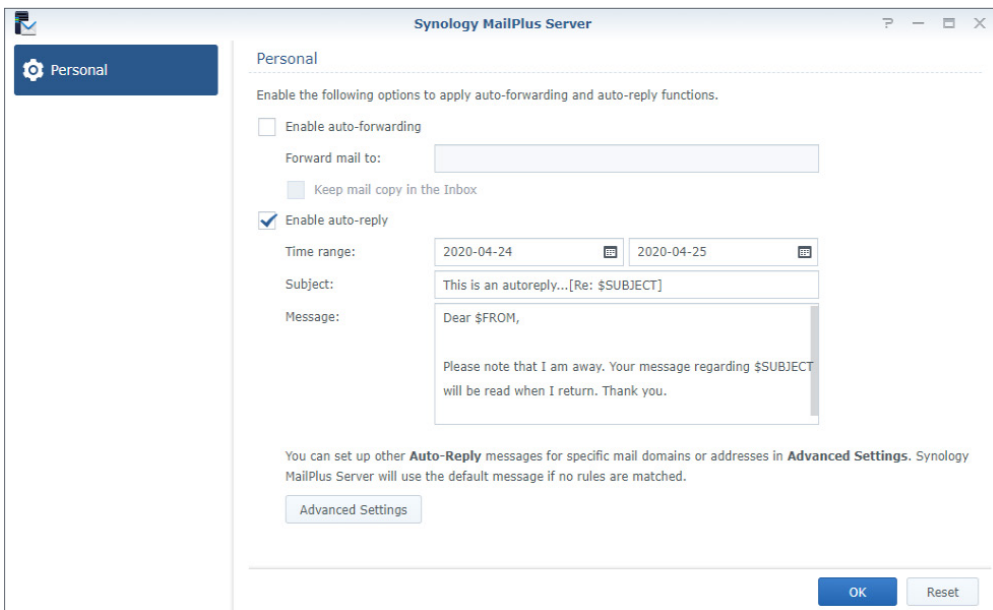 Synology MailPlus Server
Personal
Personal
Enable the following options to apply auto-forwarding and auto-reply functions.
Enable auto-forwarding
Forward mail to:
Keep mail copy in the Inbox
Enable auto-reply
Time range: 2020-04-24 2020-04-25
Subject: This is an autoreply...[Re: $SUBJECT]
Message: Dear $FROM,
Please note that I am away. Your message regarding $SUBJECT
will be read when I return. Thank you.
You can set up other Auto-Reply messages for specific mail domains or addresses in Advanced Settings. Synology
MailPlus Server will use the default message if no rules are matched.
Advanced Settings
OK Reset